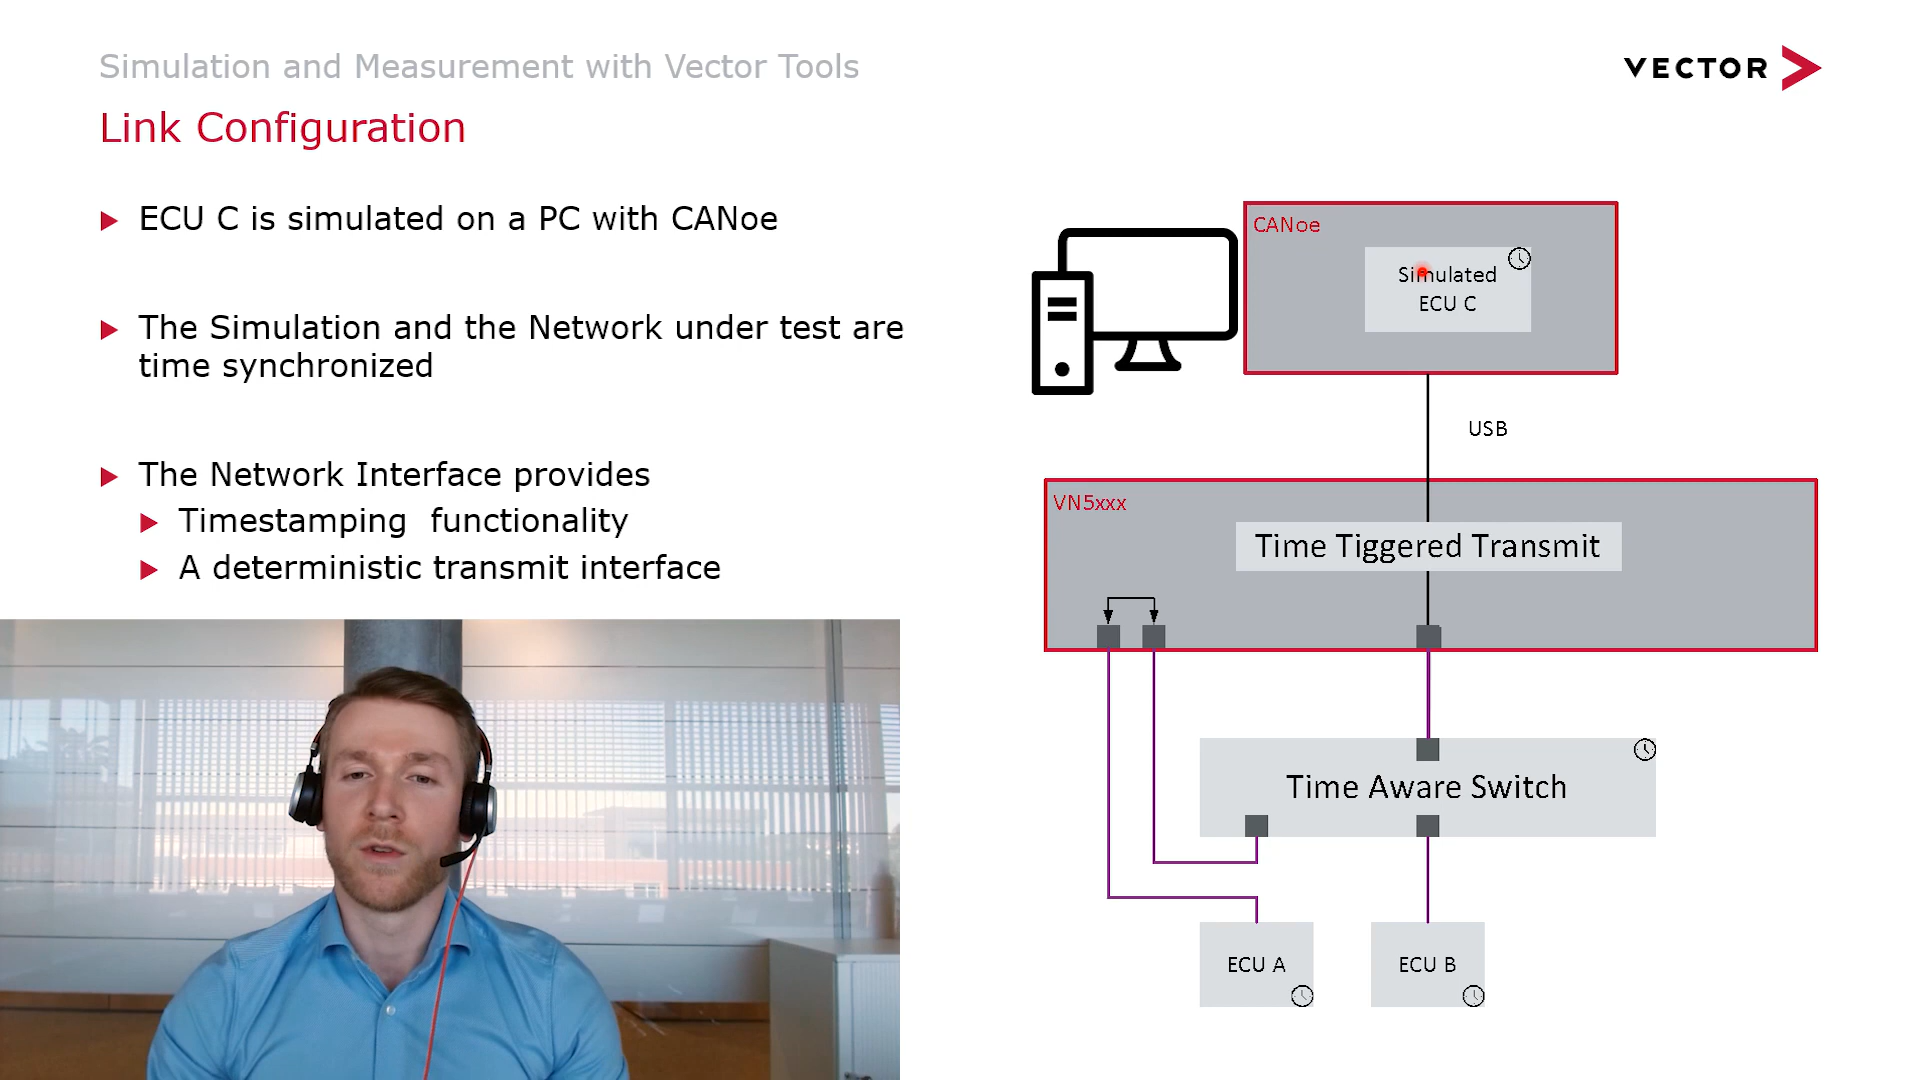 Simulation and Measurement with Vector Tools
Link Configuration
VECTOR
ECU C is simulated on a PC with CANoe
The Simulation and the Network under test are
time synchronized
The Network Interface provides
Timestamping functionality
A deterministic transmit interface
CANoe
Simulated
ECU C
USB
VN5xxx
Time Tiggered Transmit
Time Aware Switch
ECU A
ECU B